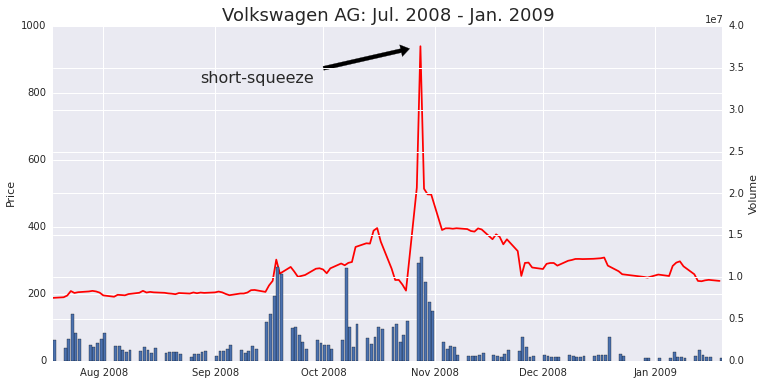 Volkswagen AG: Jul. 2008 - Jan. 2009
1e7
1000
800
600
400
200
0
Price
short-squeeze
4.0
3.5
3.0
2.5
2.0
1.5
1.0
0.5
0.0
Volume
Aug 2008
Sep 2008
Oct 2008
Nov 2008
Dec 2008
Jan 2009